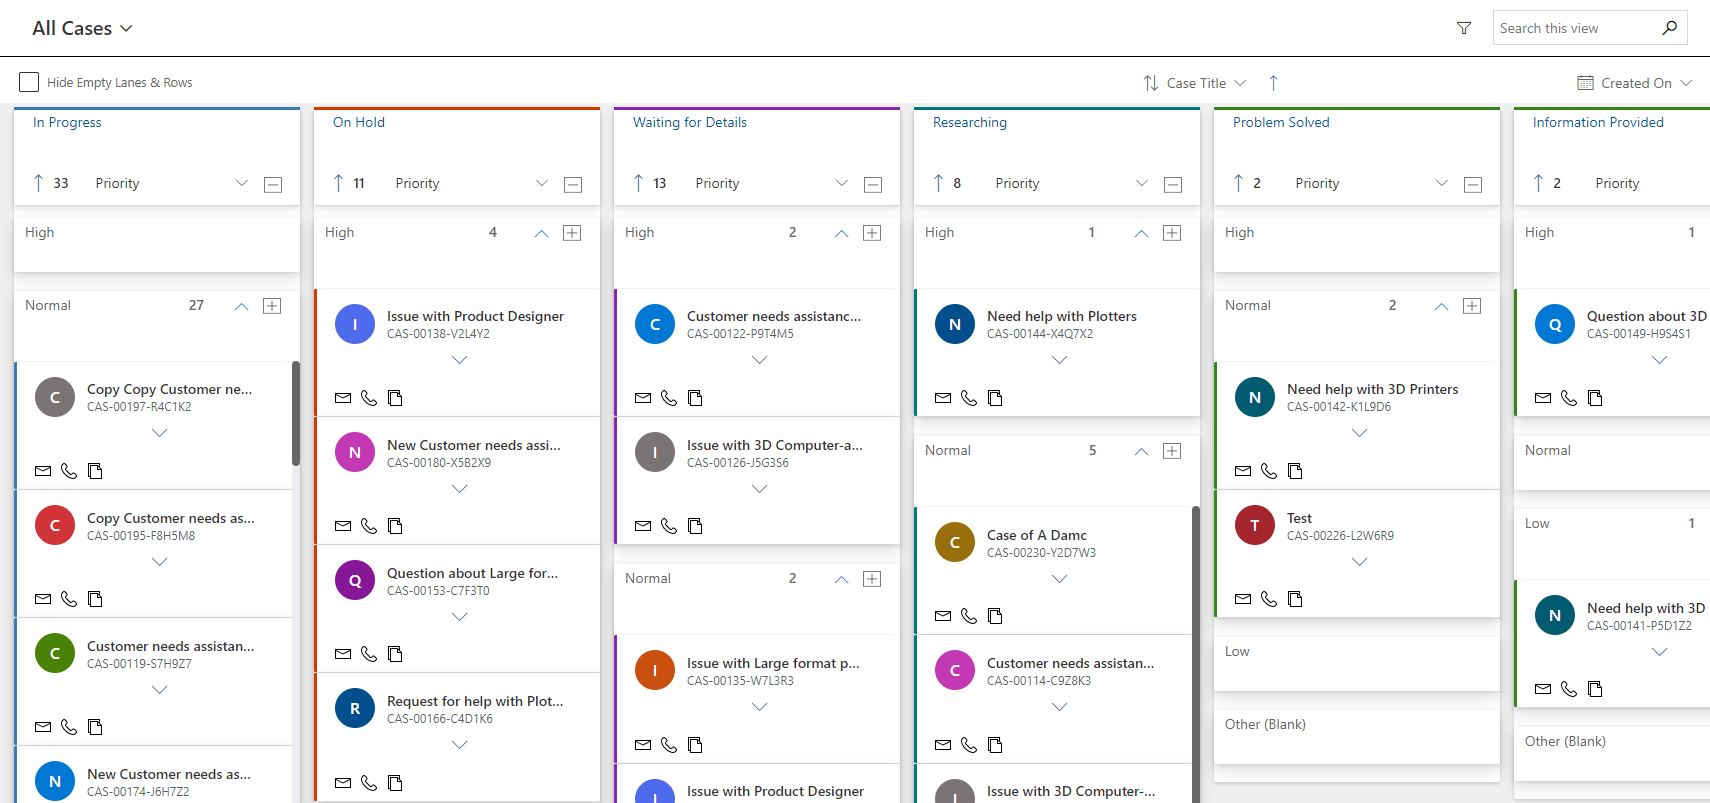 All Cases
Search this view
Hide Empty Lanes & Rows
Case Title
Created On
In Progress
33 Priority
High
Normal 27
C
Copy Copy Customer ne...
CAS-00197-R4C1K2
C
Copy Customer needs as...
CAS-00195-F8H5M8
C
Customer needs assistan...
CAS-00119-S7H9Z7
N
New Customer needs as...
CAS-00174-J6H7Z2
On Hold
11 Priority
High 4
I
Issue with Product Designer
CAS-00138-V2L4Y2
N
New Customer needs assi...
CAS-00180-X5B2X9
Q
Question about Large for...
CAS-00153-C7F3T0
R
Request for help with Plot...
CAS-00166-C4D1K6
Waiting for Details
13 Priority
High 2
C
Customer needs assistanc...
CAS-00122-P9T4M5
I
Issue with 3D Computer-a...
CAS-00126-J5G3S6
Normal 2
I
Issue with Large format p...
CAS-00135-W7L3R3
I
Issue with Product Designer
Researching
8 Priority
High 1
N
Need help with Plotters
CAS-00144-X4Q7X2
Normal 5
C
Case of A Damc
CAS-00230-Y2D7W3
C
Customer needs assistan...
CAS-00114-C9Z8K3
I
Issue with 3D Computer-...
Problem Solved
2 Priority
High
Normal 2
N
Need help with 3D Printers
CAS-00142-K1L9D6
T
Test
CAS-00226-L2W6R9
Low
Other (Blank)
Information Provided
2 Priority
High 1
Q
Question about 3D
CAS-00149-H9S4S1
Normal
Low 1
N
Need help with 3D
CAS-00141-P5D1Z2
Other (Blank)